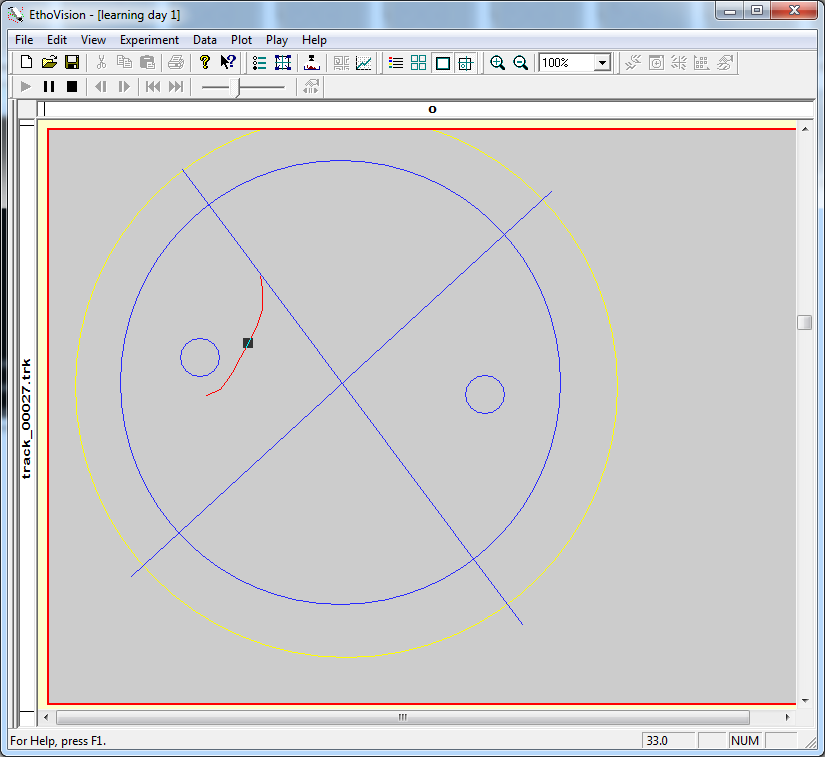 EthoVision - [learning day 1]
File Edit View Experiment Data Plot Play Help
100%
o
track_00027.trk
For Help, press F1.
33.0
NUM